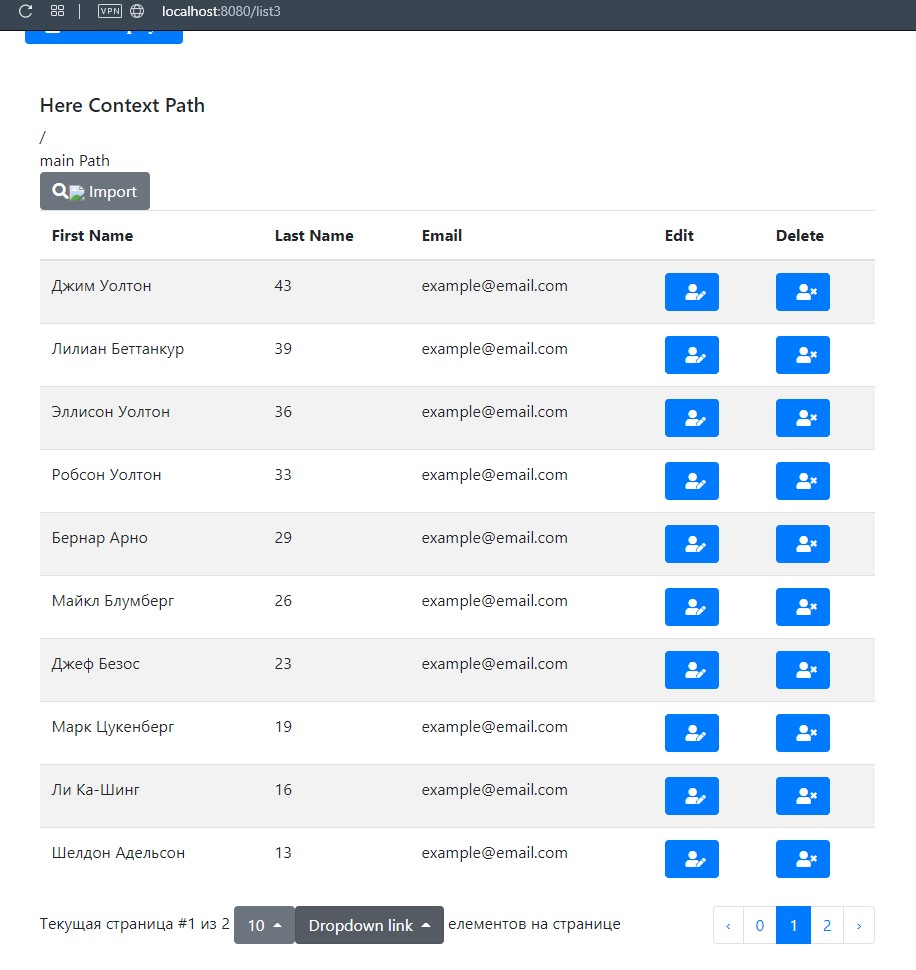 VPN localhost:8080/list3
Here Context Path
/
main Path
Import
First Name Last Name Email Edit Delete
Джим Уолтон 43 example@email.com
Лилиан Беттанкур 39 example@email.com
Эллисон Уолтон 36 example@email.com
Робсон Уолтон 33 example@email.com
Бернар Арно 29 example@email.com
Майкл Блумберг 26 example@email.com
Джеф Безос 23 example@email.com
Марк Цукенберг 19 example@email.com
Ли Ка-Шинг 16 example@email.com
Шелдон Адельсон 13 example@email.com
Текущая страница #1 из 2 10 Dropdown link елементов на странице ‹ 0 1 2 ›